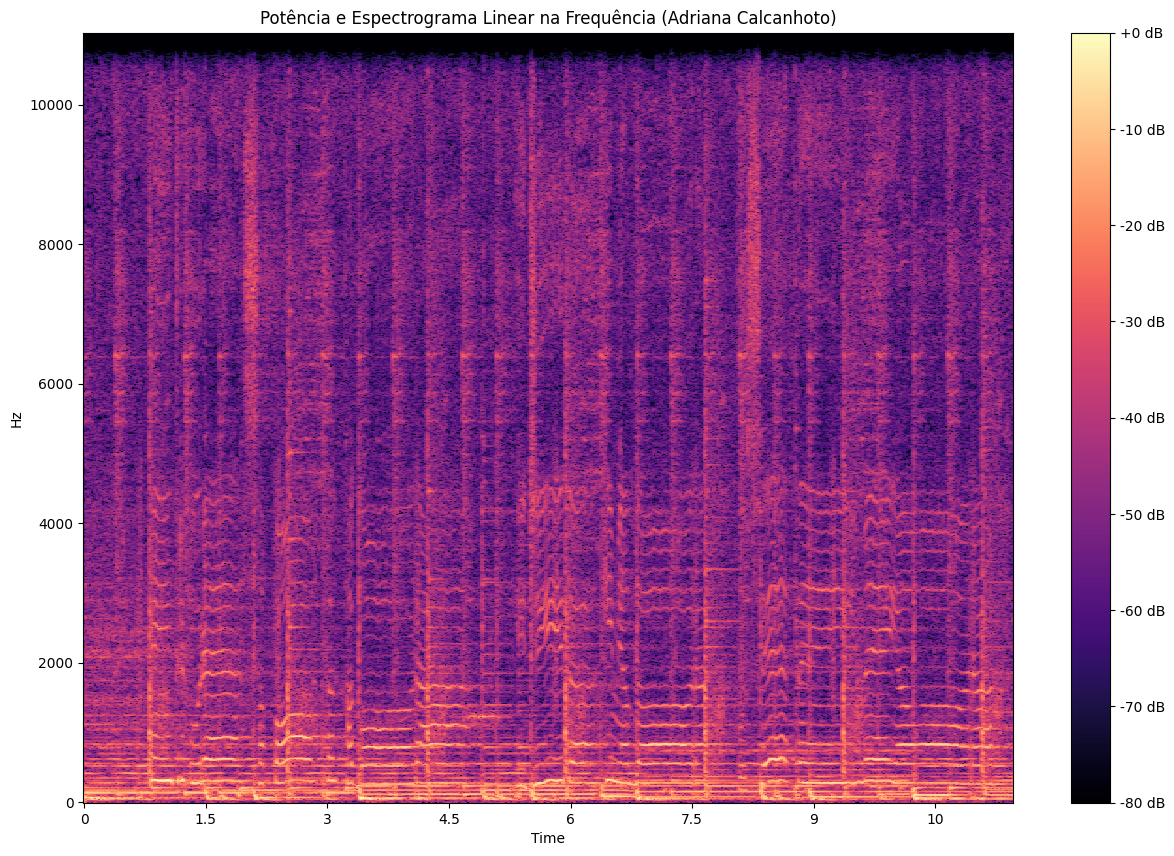 Potência e Espectrograma Linear na Frequência (Adriana Calcanhoto)
10000
8000
6000
4000
2000
0
Hz
0 1.5 3 4.5 6 7.5 9 10
Time
+0 dB
-10 dB
-20 dB
-30 dB
-40 dB
-50 dB
-60 dB
-70 dB
-80 dB